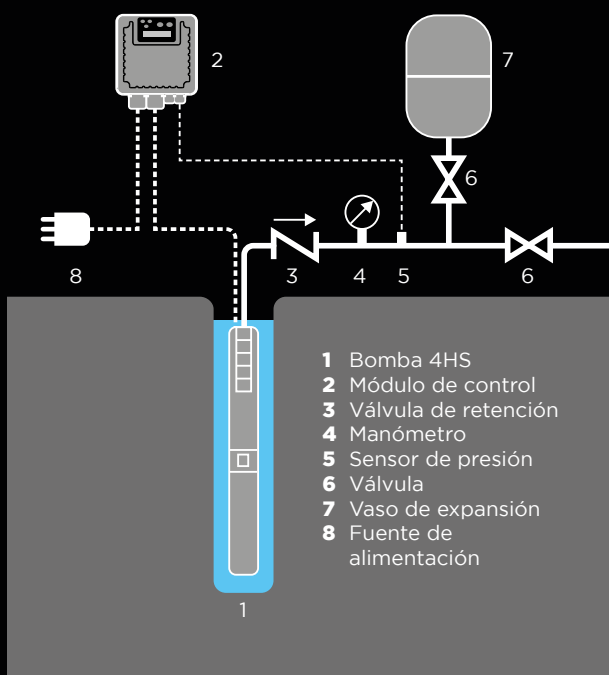 2
7
6
8
3
4
5
6
1 Bomba 4HS
2 Módulo de control
3 Válvula de retención
4 Manómetro
5 Sensor de presión
6 Válvula
7 Vaso de expansión
8 Fuente de
alimentación
1